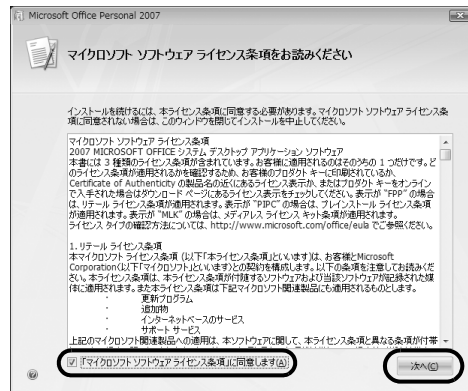 Microsoft Office Personal 2007
マイクロソフト ソフトウェア ライセンス条項をお読みください
インストールを続けるには、本ライセンス条項に同意する必要があります。マイクロソフト ソフトウェア ライセンス条
項に同意されない場合は、このウィンドウを閉じてインストールを中止してください。
マイクロソフト ソフトウェア ライセンス条項
2007 MICROSOFT OFFICE システム デスクトップ アプリケーション ソフトウェア
本書には 3 種類のライセンス条項が含まれています。お客様に適用されるのはそのうちの 1 つだけです。ど
のライセンス条項が適用されるかを確認するため、お客様のプロダクト キーに印刷されているか、
Certificate of Authenticity の製品名の近くにあるライセンス表示か、またはプロダクト キーをオンライン
で入手された場合はダウンロード ページにあるライセンス表示をチェックしてください。表示が "FPP" の場合
は、リテール ライセンス条項が適用されます。表示が "PIPC" の場合は、プレインストール ライセンス条項
が適用されます。表示が "MLK" の場合は、メディアレス ライセンス キット条項が適用されます。
ライセンス タイプの確認方法については、http://www.microsoft.com/office/eula でご参照ください。
1. リテール ライセンス条項
本マイクロソフト ライセンス条項 (以下「本ライセンス条項」といいます)は、お客様とMicrosoft
Corporation(以下「マイクロソフト」といいます)との契約を構成します。以下の条項を注意してお読みくださ
い。本ライセンス条項は、本ライセンス条項が付随するソフトウェアおよび当該ソフトウェアが記録された媒
体に適用されます。また本ライセンス条項は下記マイクロソフト関連製品にも適用されるものとします。
・ 更新プログラム
・ 追加物
・ インターネットベースのサービス
・ サポート サービス
上記のマイクロソフト関連製品への適用は、本ソフトウェアに関して、本ライセンス条項と異なる条項が付帯
「マイクロソフト ソフトウェア ライセンス条項」に同意します(A)
次へ(C)